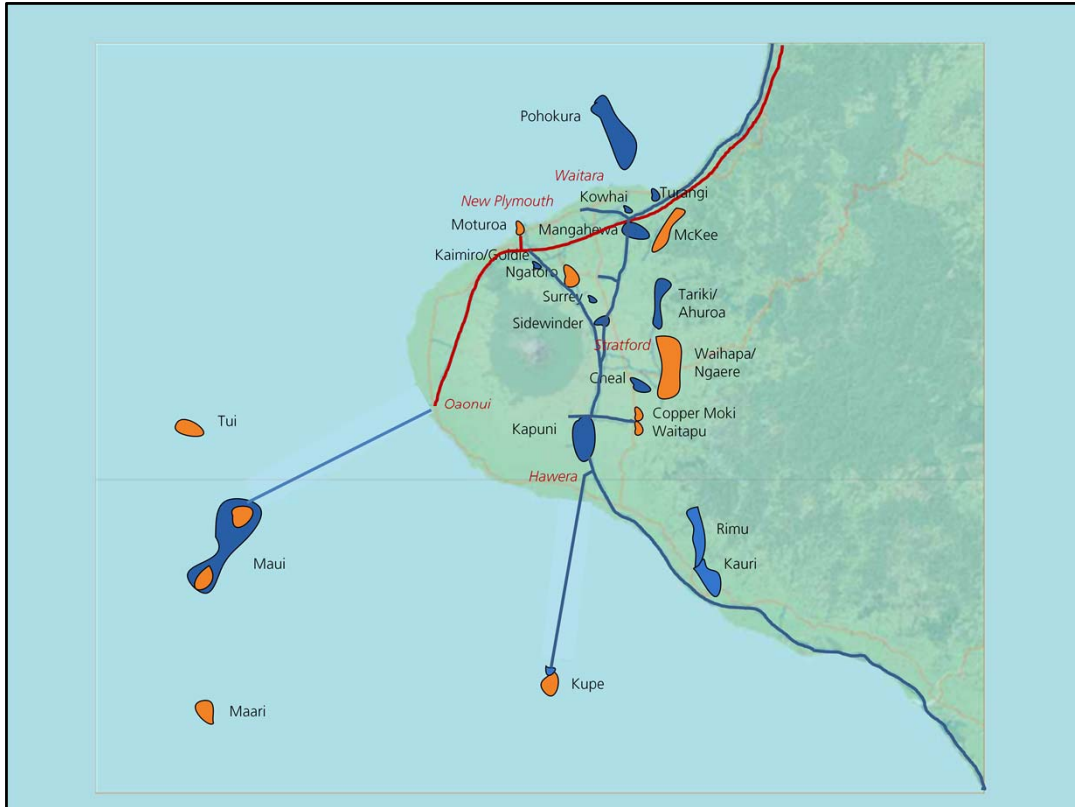 Pohokura
Waitara
Kowhai
Turangi
New Plymouth
Moturoa
Mangahewa
McKee
Kaimiro/Goldie
Ngatoro
Surrey
Tariki/
Ahuroa
Sidewinder
Stratford
Waihapa/
Ngaere
Cheal
Oaonui
Copper Moki
Waitapu
Tui
Kapuni
Hawera
Rimu
Maui
Kauri
Kupe
Maari